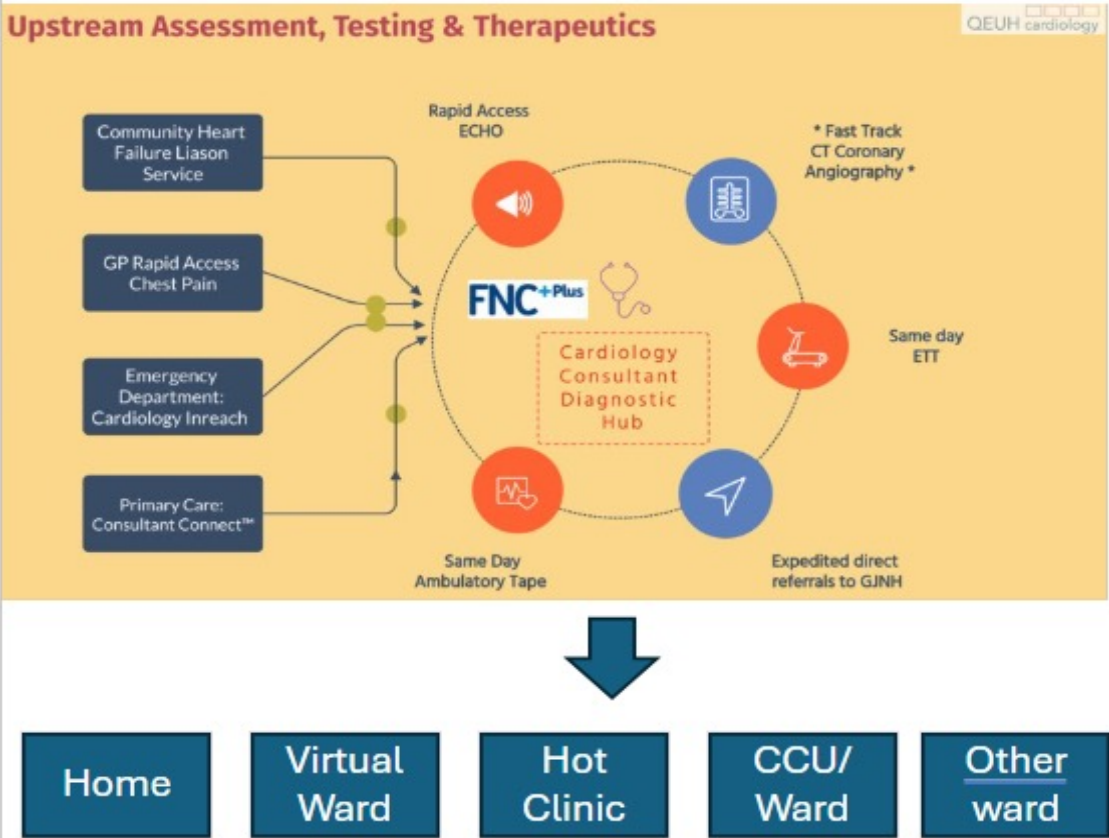 Upstream Assessment, Testing & Therapeutics
QEUH cardiology
Community Heart
Failure Liason
Service
GP Rapid Access
Chest Pain
Emergency
Department:
Cardiology Inreach
Primary Care:
Consultant Connect™
Rapid Access
ECHO
* Fast Track
CT Coronary
Angiography *
FNC+Plus
Cardiology
Consultant
Diagnostic
Hub
Same day
ETT
Same Day
Ambulatory Tape
Expedited direct
referrals to GJNH
Home
Virtual
Ward
Hot
Clinic
CCU/
Ward
Other
ward